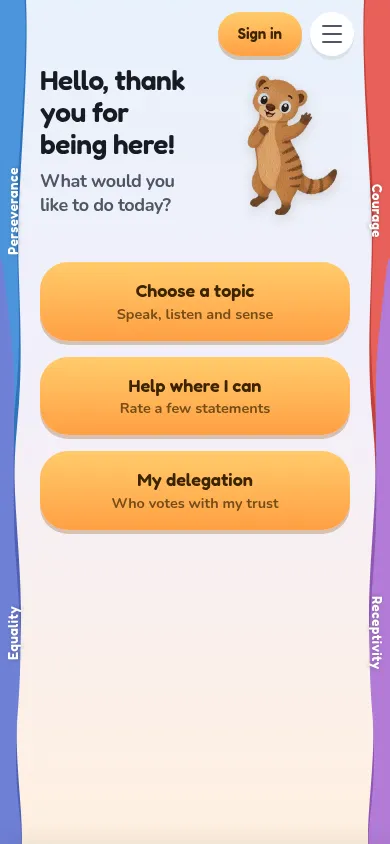 Sign in
Hello, thank
you for
being here!
What would you
like to do today?
Perseverance
Courage
Choose a topic
Speak, listen and sense
Help where I can
Rate a few statements
My delegation
Who votes with my trust
Equality
Receptivity